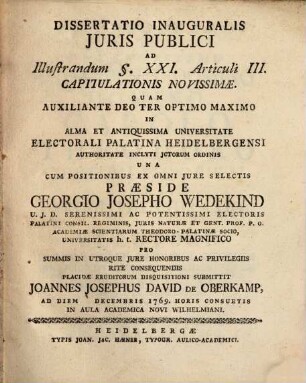 DISSERTATIO INAUGURALIS
JURIS PUBLICI
AD
Illustrandum §. XXI. Articuli III.
CAPITULATIONIS NOVISSIMÆ.
QUAM
AUXILIANTE DEO TER OPTIMO MAXIMO
IN
ALMA ET ANTIQUISSIMA UNIVERSITATE
ELECTORALI PALATINA HEIDELBERGENSI
AUTHORITATE INCLYTI JCTORUM ORDINIS
UNA
CUM POSITIONIBUS EX OMNI JURE SELECTIS
PRÆSIDE
GEORGIO JOSEPHO WEDEKIND
U. J. D. SERENISSIMI AC POTENTISSIMI ELECTORIS
PALATINI CONSIL. REGIMINIS, JURIS NATURÆ ET GENT. PROF. P. O.
ACADEMIÆ SCIENTIARUM THEODORO-PALATINÆ SOCIO,
UNIVERSITATIS h. t. RECTORE MAGNIFICO
PRO
SUMMIS IN UTROQUE JURE HONORIBUS AC PRIVILEGIIS
RITE CONSEQUENDIS
PLACIDÆ ERUDITORUM DISQUISITIONI SUBMITTIT
JOANNES JOSEPHUS DAVID DE OBERKAMP,
AD DIEM DECEMBRIS 1769. HORIS CONSUETIS
IN AULA ACADEMICA NOVI WILHELMIANI.
HEIDELBERGÆ
TYPIS JOAN. JAC. HÆNER, TYPOGR. AULICO-ACADEMICI.